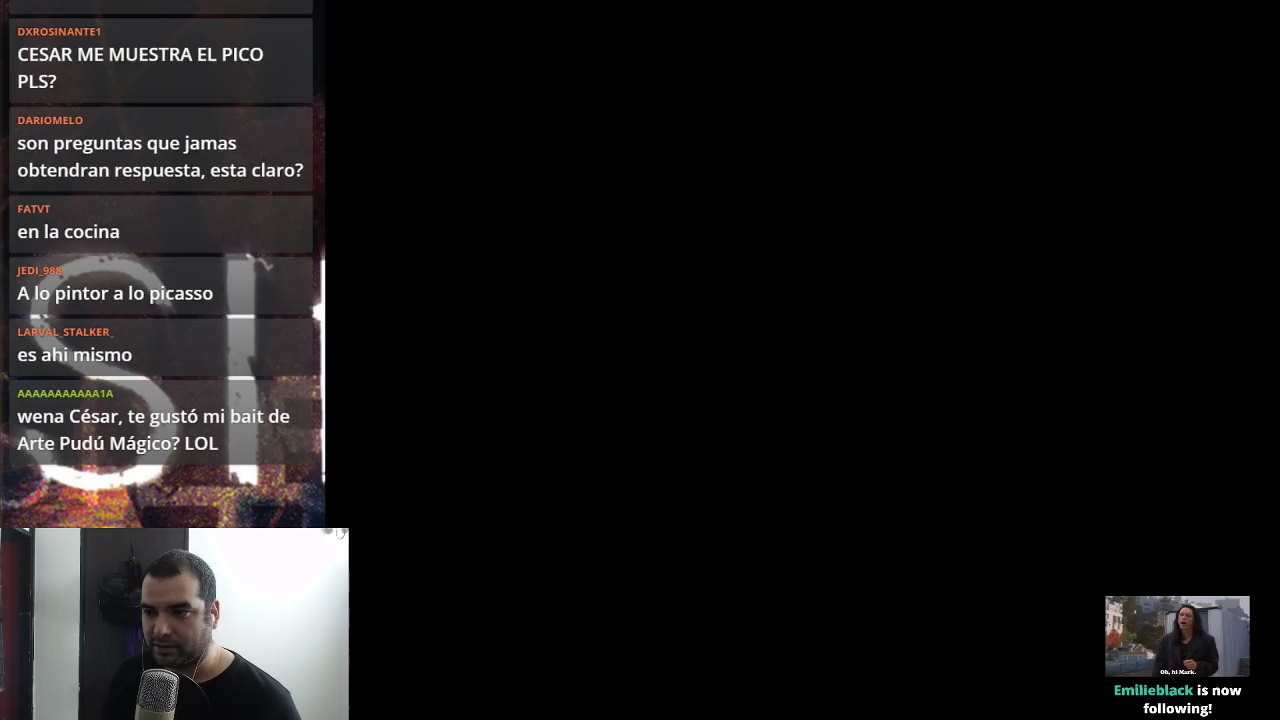 DXROSINANTE1
CESAR ME MUESTRA EL PICO
PLS?
DARIOMELO
son preguntas que jamas
obtendran respuesta, esta claro?
FATVT
en la cocina
JEDI_988
A lo pintor a lo picasso
LARVAL_STALKER_
es ahi mismo
AAAAAAAAAAA1A
wena César, te gustó mi bait de
Arte Pudú Mágico? LOL
SI
Oh, hi Mark.
Emilieblack is now
following!